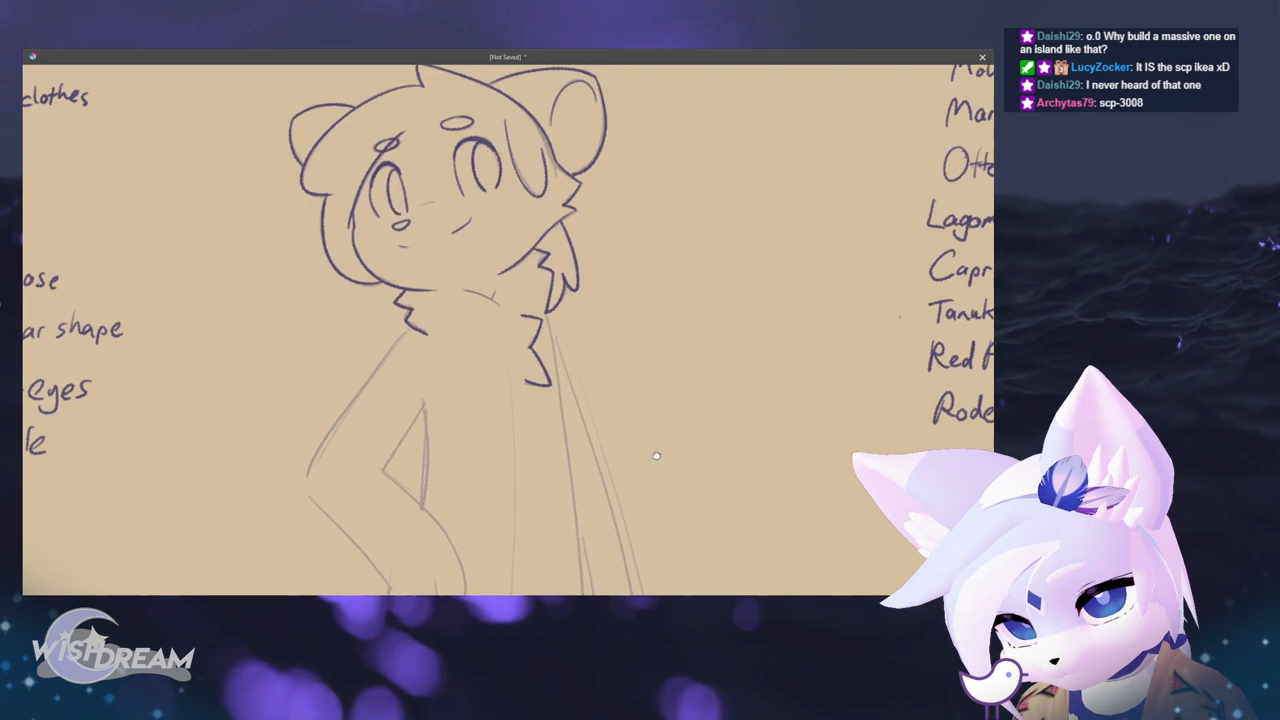 [Not Saved] *
clothes
ose
ar shape
eyes
Mar
Otte
Lagom
Capr
Tanuk
Red P
Rode
Daishi29: o.0 Why build a massive one on
an island like that?
LucyZocker: It IS the scp ikea xD
Daishi29: I never heard of that one
Archytas79: scp-3008
WISHDREAM